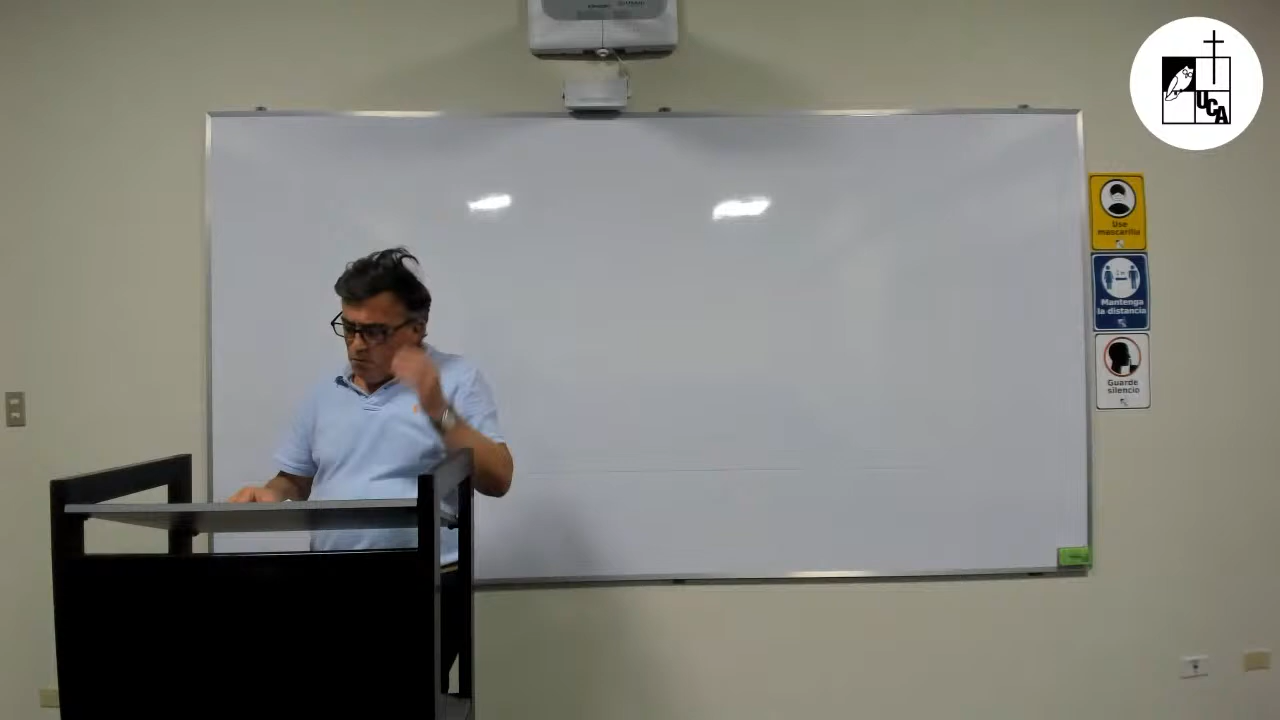 UCA
Use
mascarilla
Mantenga
la distancia
Guarde
silencio